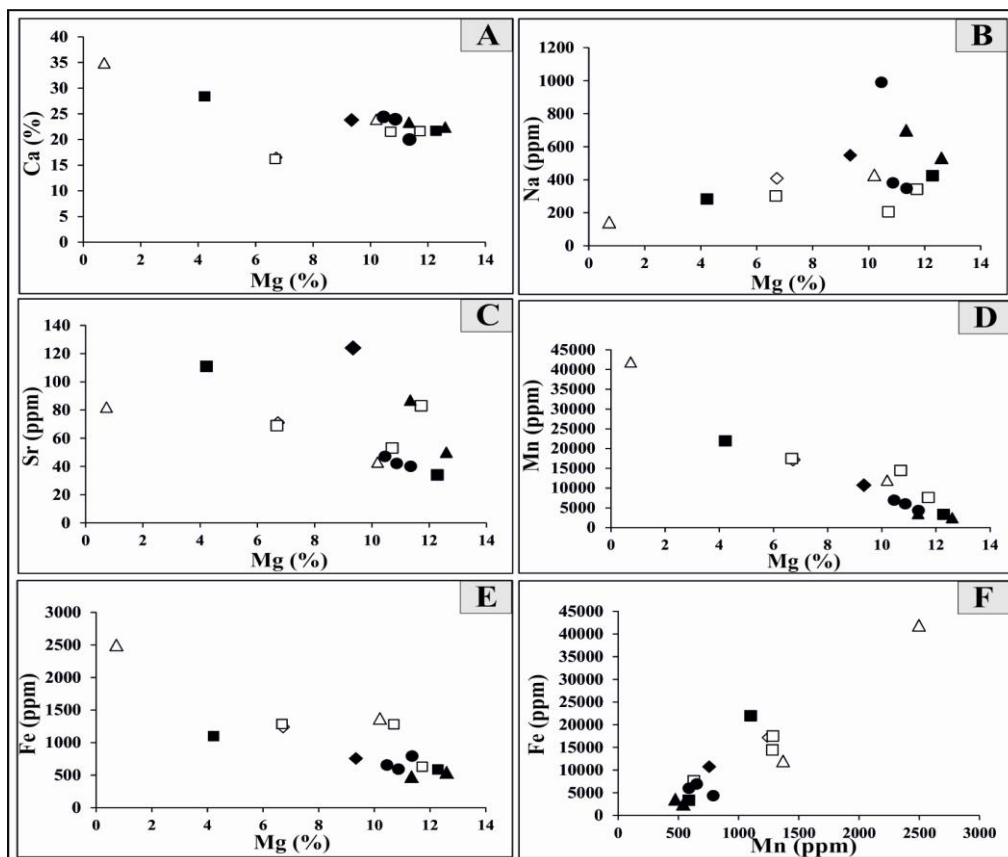 A
Ca (%)
40
35
30
25
20
15
10
5
0
0 2 4 6 8 10 12 14
Mg (%)
B
Na (ppm)
1200
1000
800
600
400
200
0
0 2 4 6 8 10 12 14
Mg (%)
C
Sr (ppm)
140
120
100
80
60
40
20
0
0 2 4 6 8 10 12 14
Mg (%)
D
Mn (ppm)
45000
40000
35000
30000
25000
20000
15000
10000
5000
0
0 2 4 6 8 10 12 14
Mg (%)
E
Fe (ppm)
3000
2500
2000
1500
1000
500
0
0 2 4 6 8 10 12 14
Mg (%)
F
Fe (ppm)
45000
40000
35000
30000
25000
20000
15000
10000
5000
0
0 500 1000 1500 2000 2500 3000
Mn (ppm)